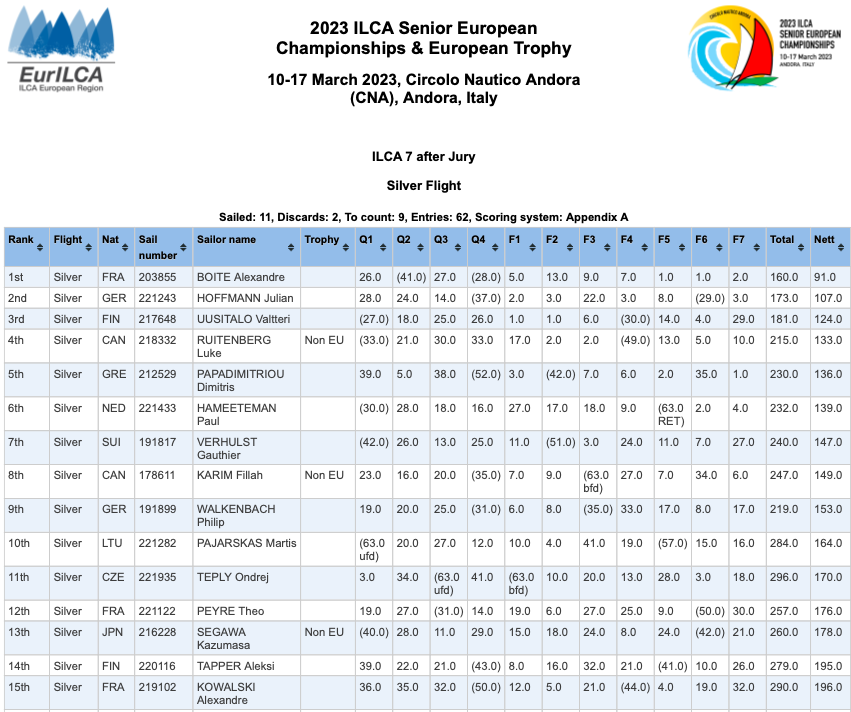 EurILCA
ILCA European Region
2023 ILCA Senior European
Championships & European Trophy
10-17 March 2023, Circolo Nautico Andora
(CNA), Andora, Italy
CIRCOLO NAUTICO ANDORA
2023 ILCA
SENIOR EUROPEAN
CHAMPIONSHIPS
10-17 March 2023
ANDORA, ITALY
ILCA 7 after Jury
Silver Flight
Sailed: 11, Discards: 2, To count: 9, Entries: 62, Scoring system: Appendix A
Rank Flight Nat Sail number Sailor name Trophy Q1 Q2 Q3 Q4 F1 F2 F3 F4 F5 F6 F7 Total Nett
1st Silver FRA 203855 BOITE Alexandre 26.0 (41.0) 27.0 (28.0) 5.0 13.0 9.0 7.0 1.0 1.0 2.0 160.0 91.0
2nd Silver GER 221243 HOFFMANN Julian 28.0 24.0 14.0 (37.0) 2.0 3.0 22.0 3.0 8.0 (29.0) 3.0 173.0 107.0
3rd Silver FIN 217648 UUSITALO Valtteri (27.0) 18.0 25.0 26.0 1.0 1.0 6.0 (30.0) 14.0 4.0 29.0 181.0 124.0
4th Silver CAN 218332 RUITENBERG Luke Non EU (33.0) 21.0 30.0 33.0 17.0 2.0 2.0 (49.0) 13.0 5.0 10.0 215.0 133.0
5th Silver GRE 212529 PAPADIMITRIOU Dimitris 39.0 5.0 38.0 (52.0) 3.0 (42.0) 7.0 6.0 2.0 35.0 1.0 230.0 136.0
6th Silver NED 221433 HAMEETEMAN Paul (30.0) 28.0 18.0 16.0 27.0 17.0 18.0 9.0 (63.0 RET) 2.0 4.0 232.0 139.0
7th Silver SUI 191817 VERHULST Gauthier (42.0) 26.0 13.0 25.0 11.0 (51.0) 3.0 24.0 11.0 7.0 27.0 240.0 147.0
8th Silver CAN 178611 KARIM Fillah Non EU 23.0 16.0 20.0 (35.0) 7.0 9.0 (63.0 bfd) 27.0 7.0 34.0 6.0 247.0 149.0
9th Silver GER 191899 WALKENBACH Philip 19.0 20.0 25.0 (31.0) 6.0 8.0 (35.0) 33.0 17.0 8.0 17.0 219.0 153.0
10th Silver LTU 221282 PAJARSKAS Martis (63.0 ufd) 20.0 27.0 12.0 10.0 4.0 41.0 19.0 (57.0) 15.0 16.0 284.0 164.0
11th Silver CZE 221935 TEPLY Ondrej 3.0 34.0 (63.0 ufd) 41.0 (63.0 bfd) 10.0 20.0 13.0 28.0 3.0 18.0 296.0 170.0
12th Silver FRA 221122 PEYRE Theo 19.0 27.0 (31.0) 14.0 19.0 6.0 27.0 25.0 9.0 (50.0) 30.0 257.0 176.0
13th Silver JPN 216228 SEGAWA Kazumasa Non EU (40.0) 28.0 11.0 29.0 15.0 18.0 24.0 8.0 24.0 (42.0) 21.0 260.0 178.0
14th Silver FIN 220116 TAPPER Aleksi 39.0 22.0 21.0 (43.0) 8.0 16.0 32.0 21.0 (41.0) 10.0 26.0 279.0 195.0
15th Silver FRA 219102 KOWALSKI Alexandre 36.0 35.0 32.0 (50.0) 12.0 5.0 21.0 (44.0) 4.0 19.0 32.0 290.0 196.0